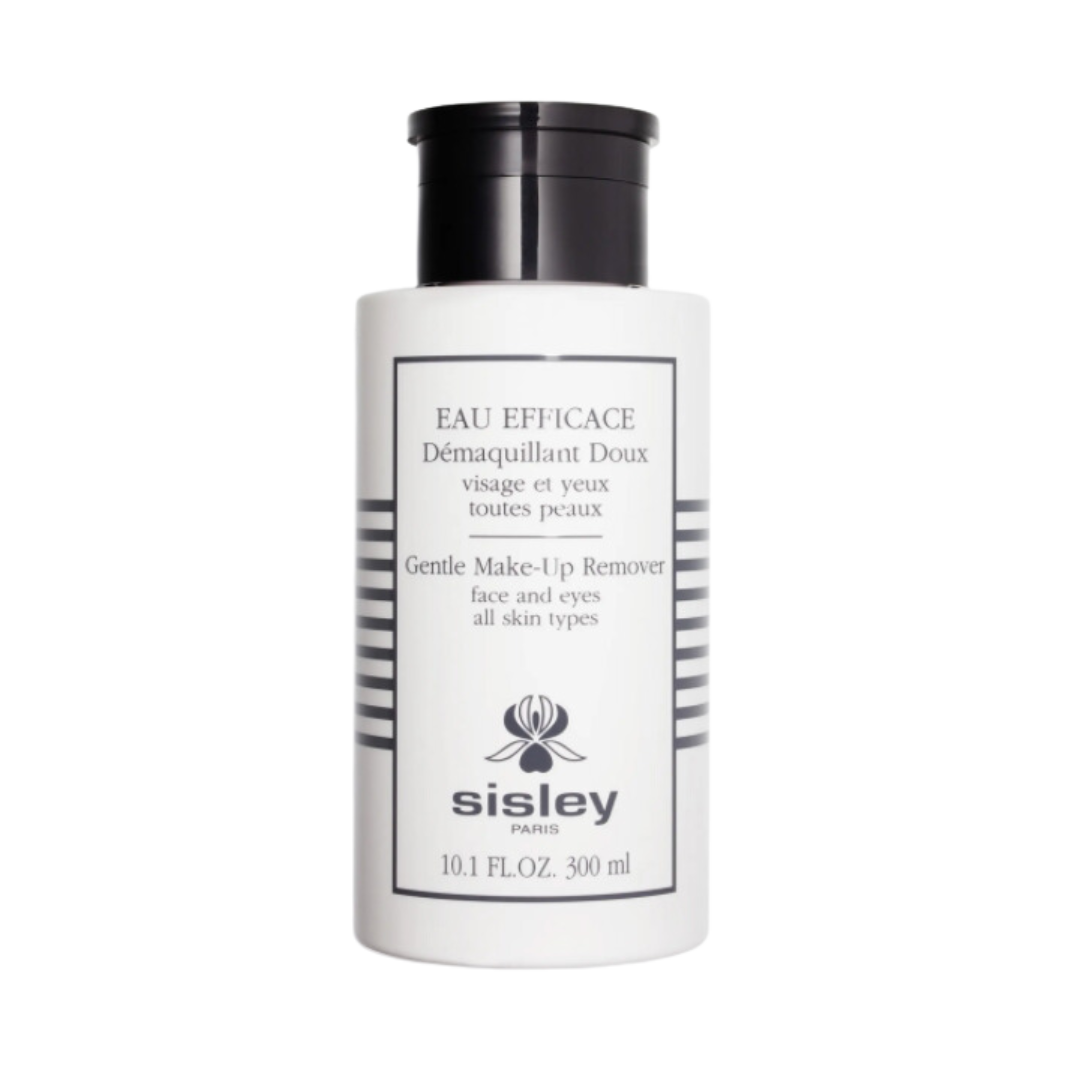 EAU EFFICACE
Démaquillant Doux
visage et yeux
toutes peaux
Gentle Make-Up Remover
face and eyes
all skin types
sisley
PARIS
10.1 FL.OZ. 300 ml